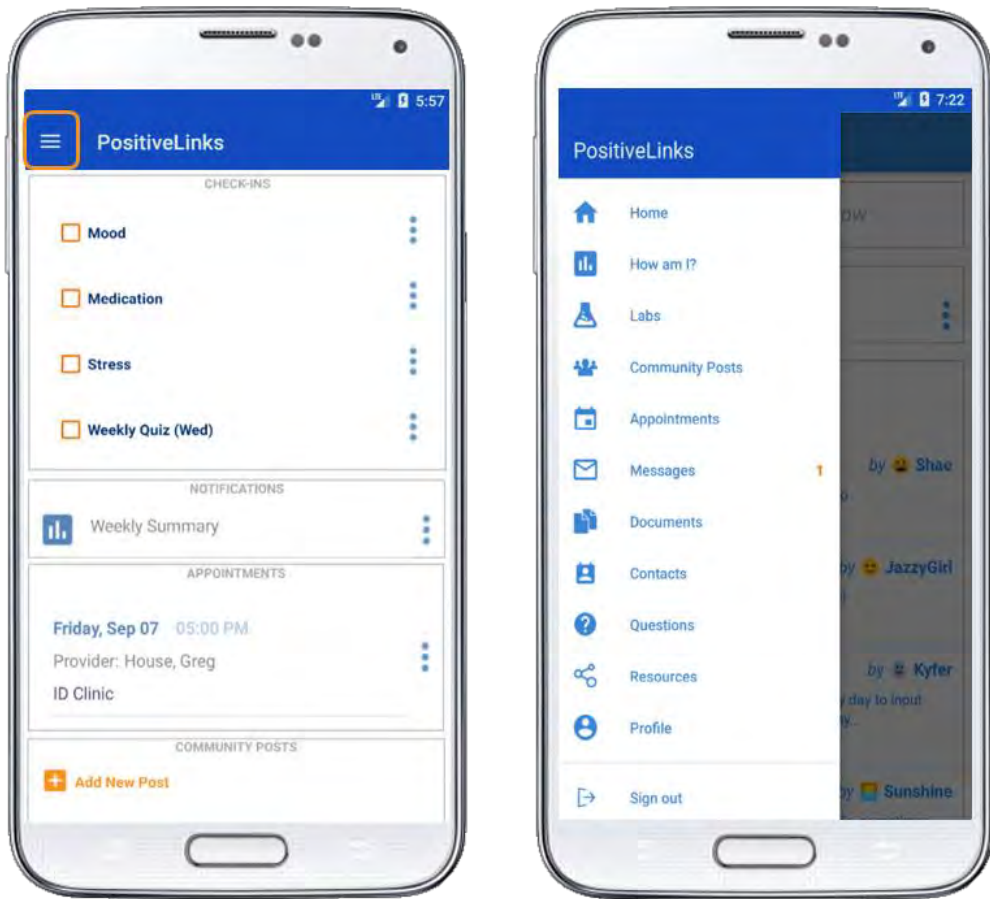 LTE 5:57
PositiveLinks
CHECK-INS
Mood
Medication
Stress
Weekly Quiz (Wed)
NOTIFICATIONS
Weekly Summary
APPOINTMENTS
Friday, Sep 07 05:00 PM
Provider: House, Greg
ID Clinic
COMMUNITY POSTS
Add New Post
LTE 7:22
PositiveLinks
Home
How am I?
Labs
Community Posts
Appointments
Messages 1
by Shae
Documents
Contacts
by JazzyGirl
Questions
Resources
by Kyfer
y day to input
Profile
Sign out
by Sunshine